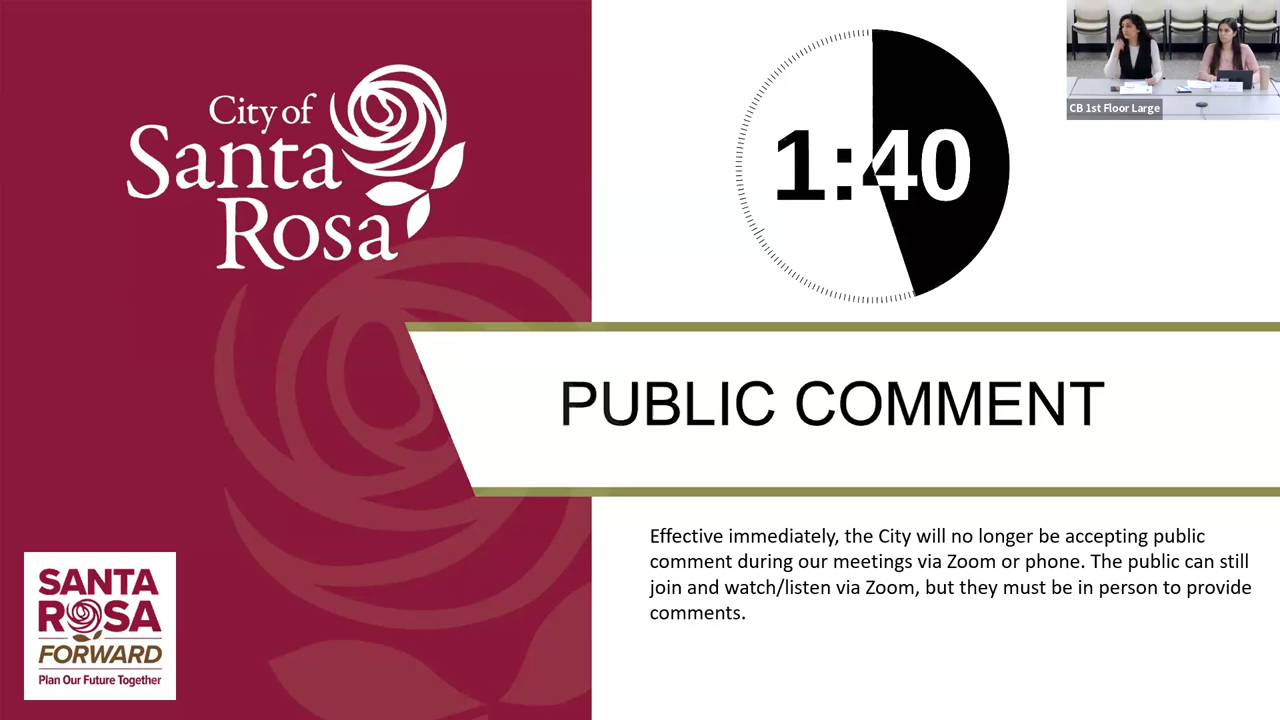 City of
Santa
Rosa
1:40
CB 1st Floor Large
PUBLIC COMMENT
Effective immediately, the City will no longer be accepting public
comment during our meetings via Zoom or phone. The public can still
join and watch/listen via Zoom, but they must be in person to provide
comments.
SANTA
ROSA
FORWARD
Plan Our Future Together